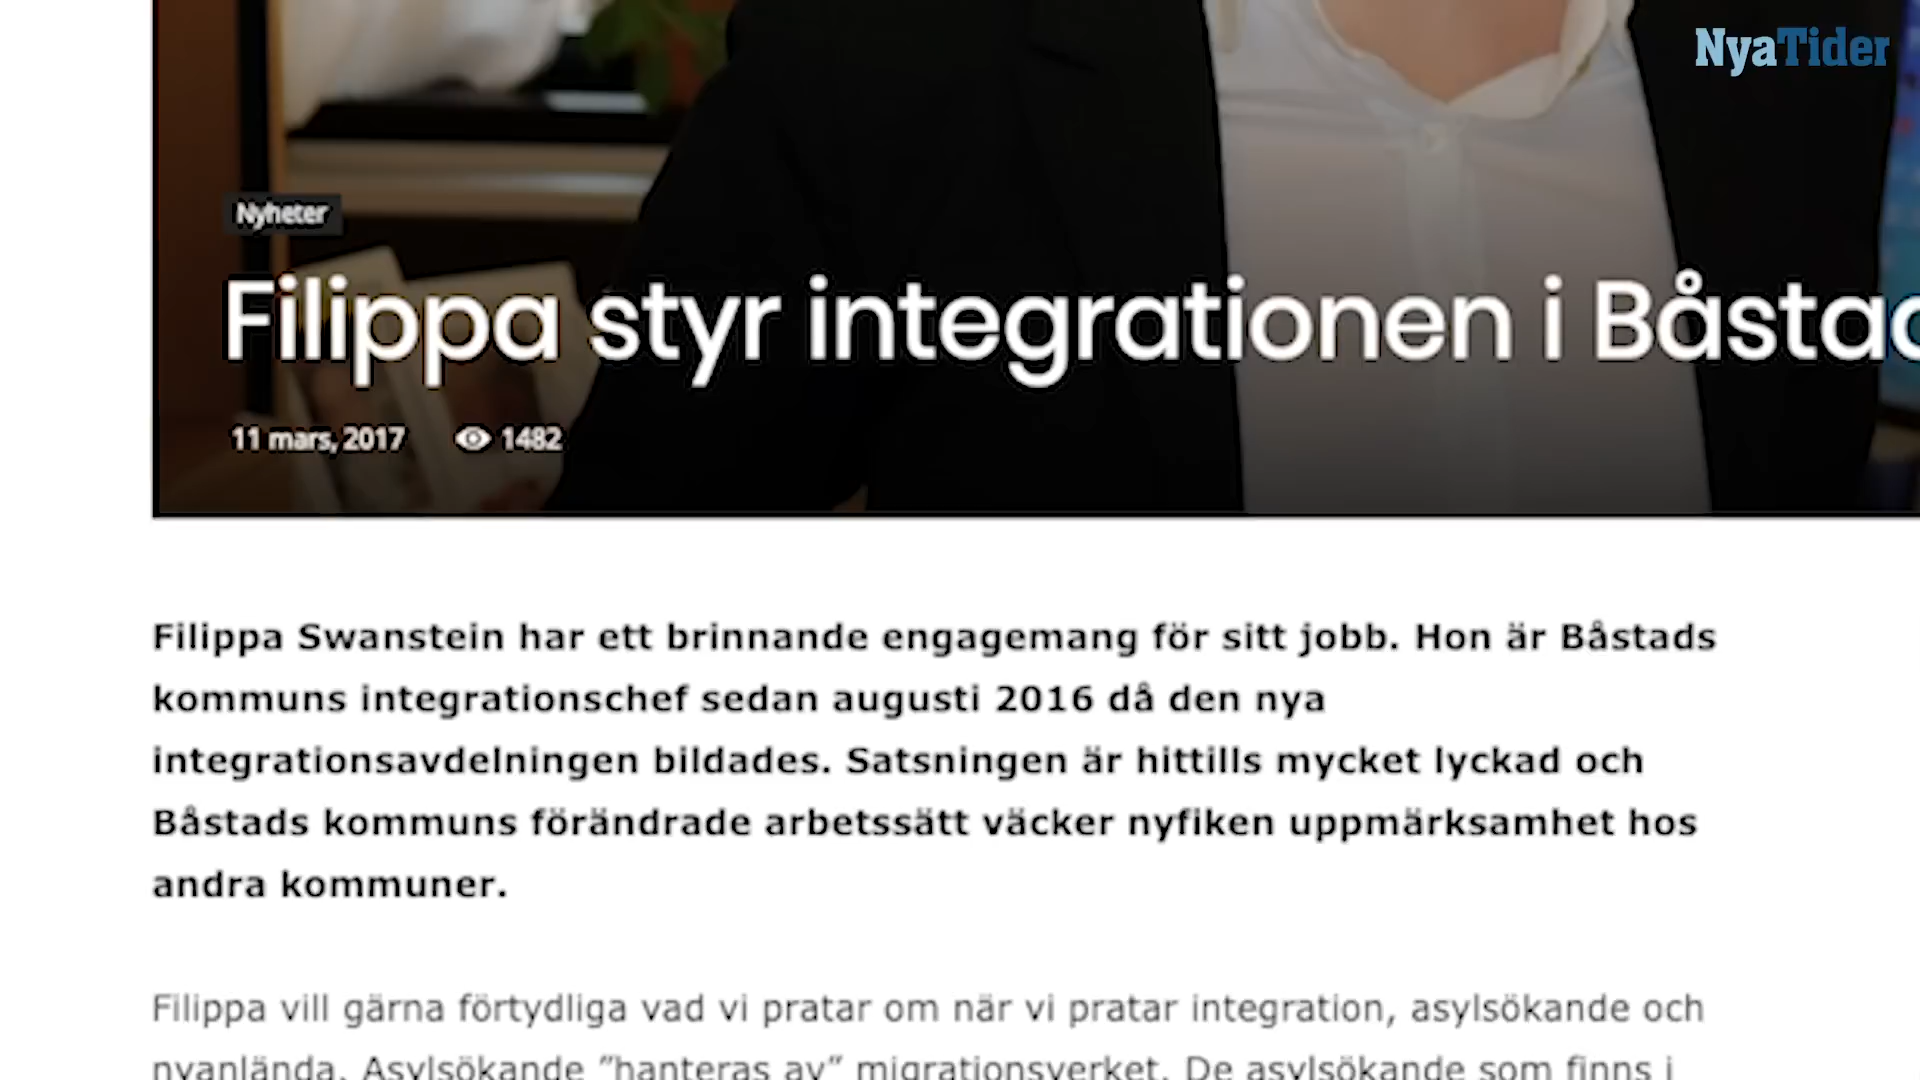 NyaTider
Nyheter
Filippa styr integrationen i Båstad
11 mars, 2017 1482
Filippa Swanstein har ett brinnande engagemang för sitt jobb. Hon är Båstads
kommuns integrationschef sedan augusti 2016 då den nya
integrationsavdelningen bildades. Satsningen är hittills mycket lyckad och
Båstads kommuns förändrade arbetssätt väcker nyfiken uppmärksamhet hos
andra kommuner.
Filippa vill gärna förtydliga vad vi pratar om när vi pratar integration, asylsökande och
nyanlända. Asylsökande ”hanteras av” migrationsverket. De asylsökande som finns i